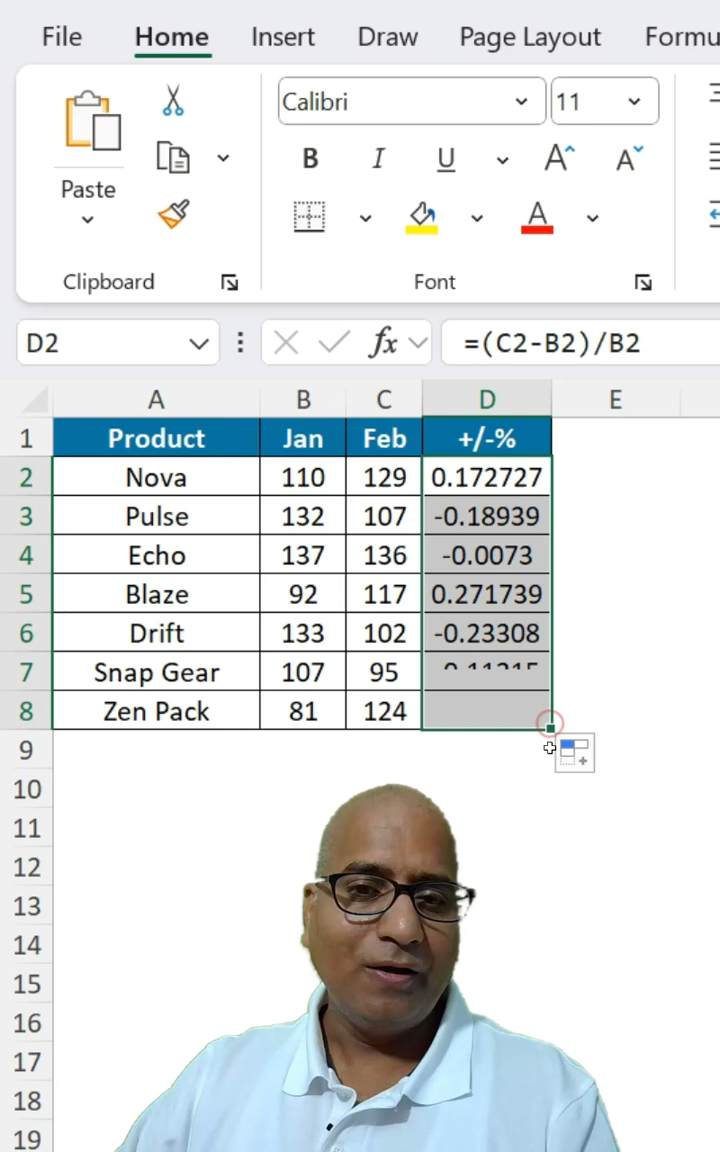 File Home Insert Draw Page Layout Formu
Calibri 11
B I U A A
Paste
A
Clipboard Font
D2 fx =(C2-B2)/B2
A B C D E
1 Product Jan Feb +/-%
2 Nova 110 129 0.172727
3 Pulse 132 107 -0.18939
4 Echo 137 136 -0.0073
5 Blaze 92 117 0.271739
6 Drift 133 102 -0.23308
7 Snap Gear 107 95
8 Zen Pack 81 124
9
10
11
12
13
14
15
16
17
18
19